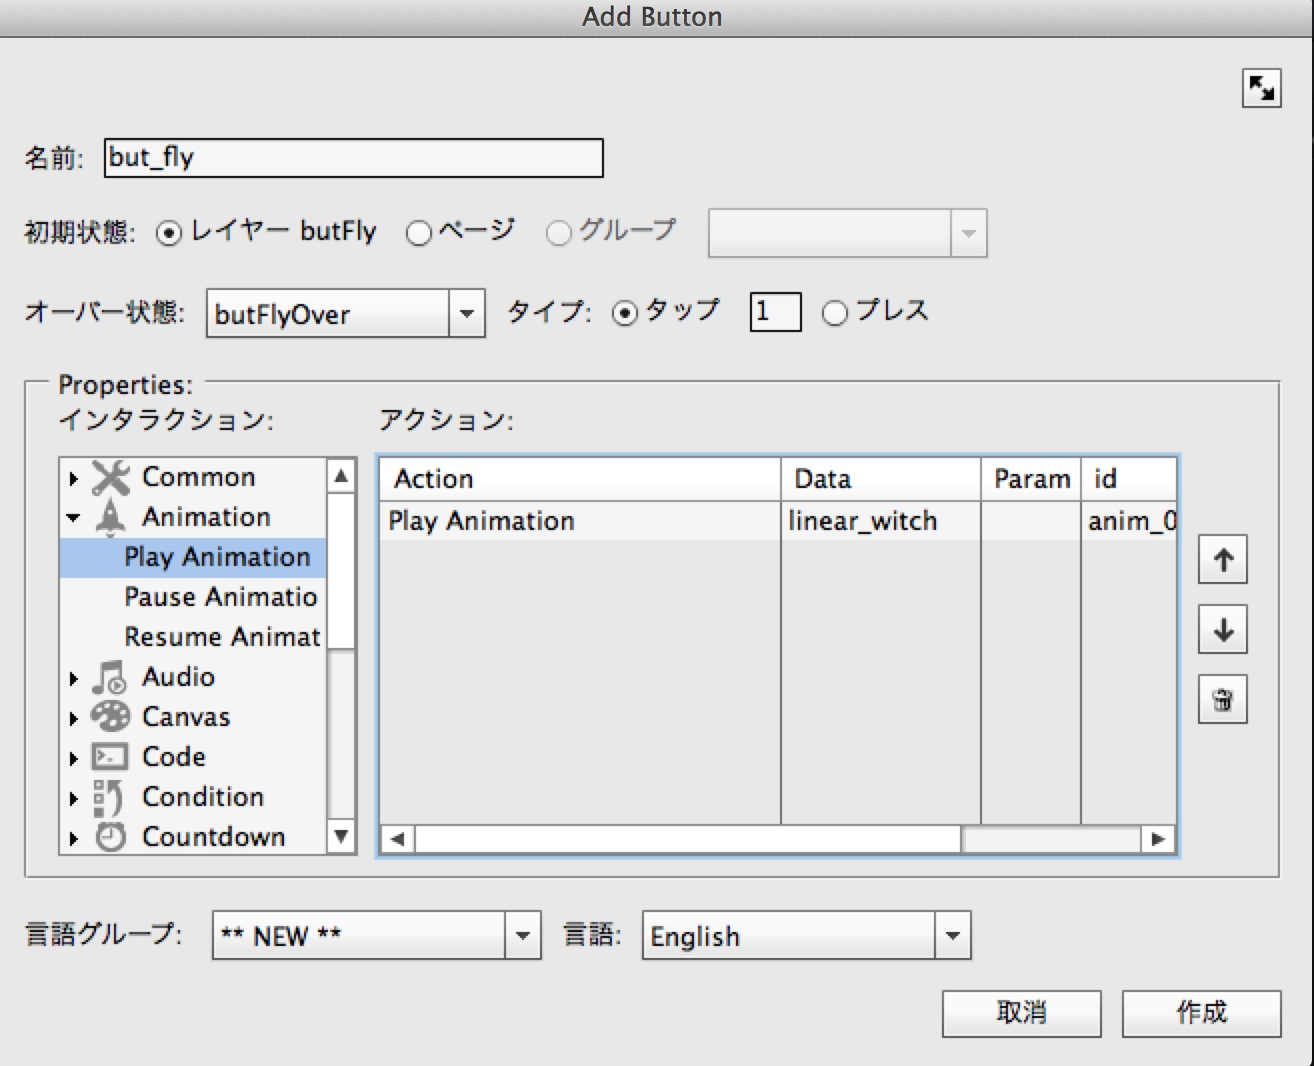 Add Button
名前: but_fly
初期状態: レイヤー butFly ページ グループ
オーバー状態: butFlyOver タイプ: タップ 1 プレス
Properties:
インタラクション: アクション:
Common
Animation
Play Animation
Pause Animatio
Resume Animat
Audio
Canvas
Code
Condition
Countdown
Action Data Param id
Play Animation linear_witch anim_0
言語グループ: ** NEW ** 言語: English
取消 作成